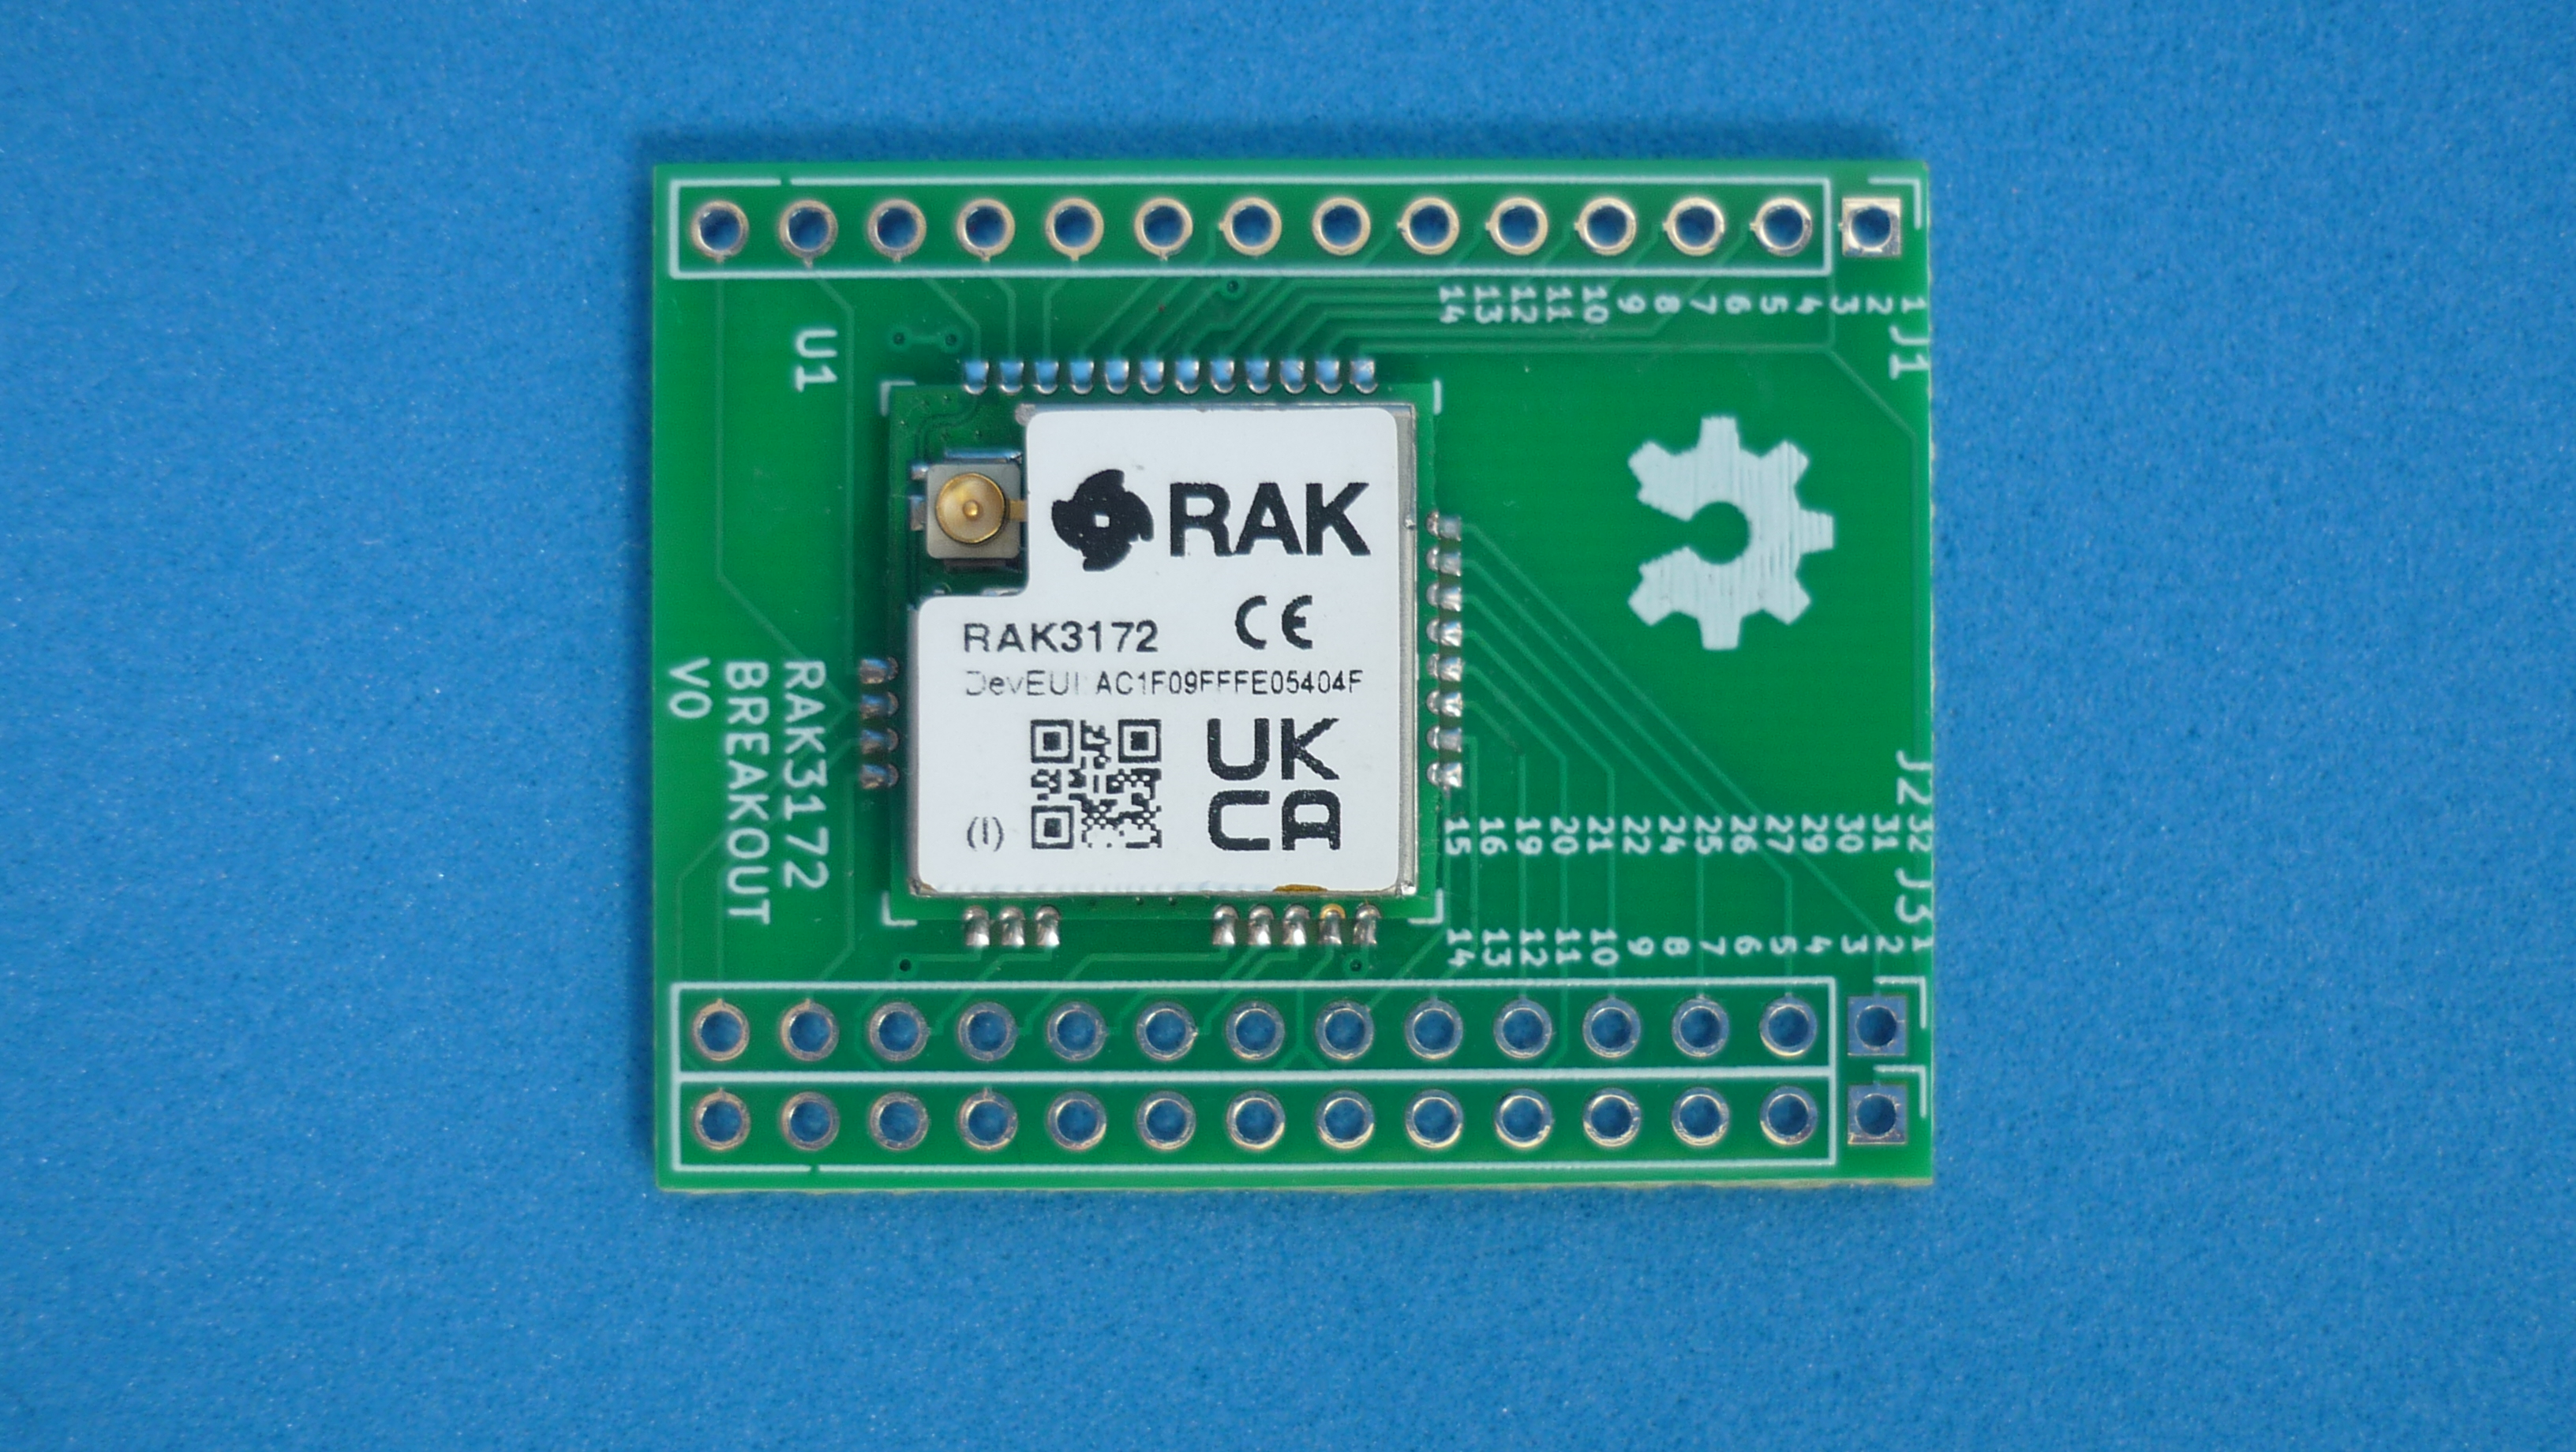 1 2 3 4 5 6 7 8 9 10 11 12 13 14
J1
U1
RAK
RAK3172 CE
DevEUI AC1F09FFFE05404F
UK
CA
(I)
RAK3172
BREAKOUT
V0
J2
32 31 30 29 27 26 25 24 22 21 20 19 16 15
J3
1 2 3 4 5 6 7 8 9 10 11 12 13 14